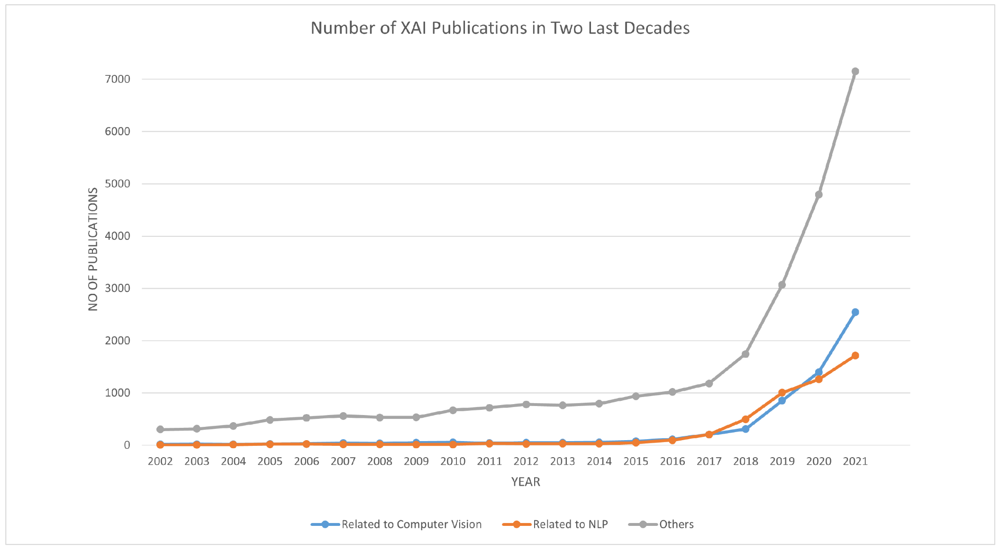 Number of XAI Publications in Two Last Decades
7000
6000
5000
4000
3000
2000
1000
0
NO OF PUBLICATIONS
2002 2003 2004 2005 2006 2007 2008 2009 2010 2011 2012 2013 2014 2015 2016 2017 2018 2019 2020 2021
YEAR
Related to Computer Vision Related to NLP Others